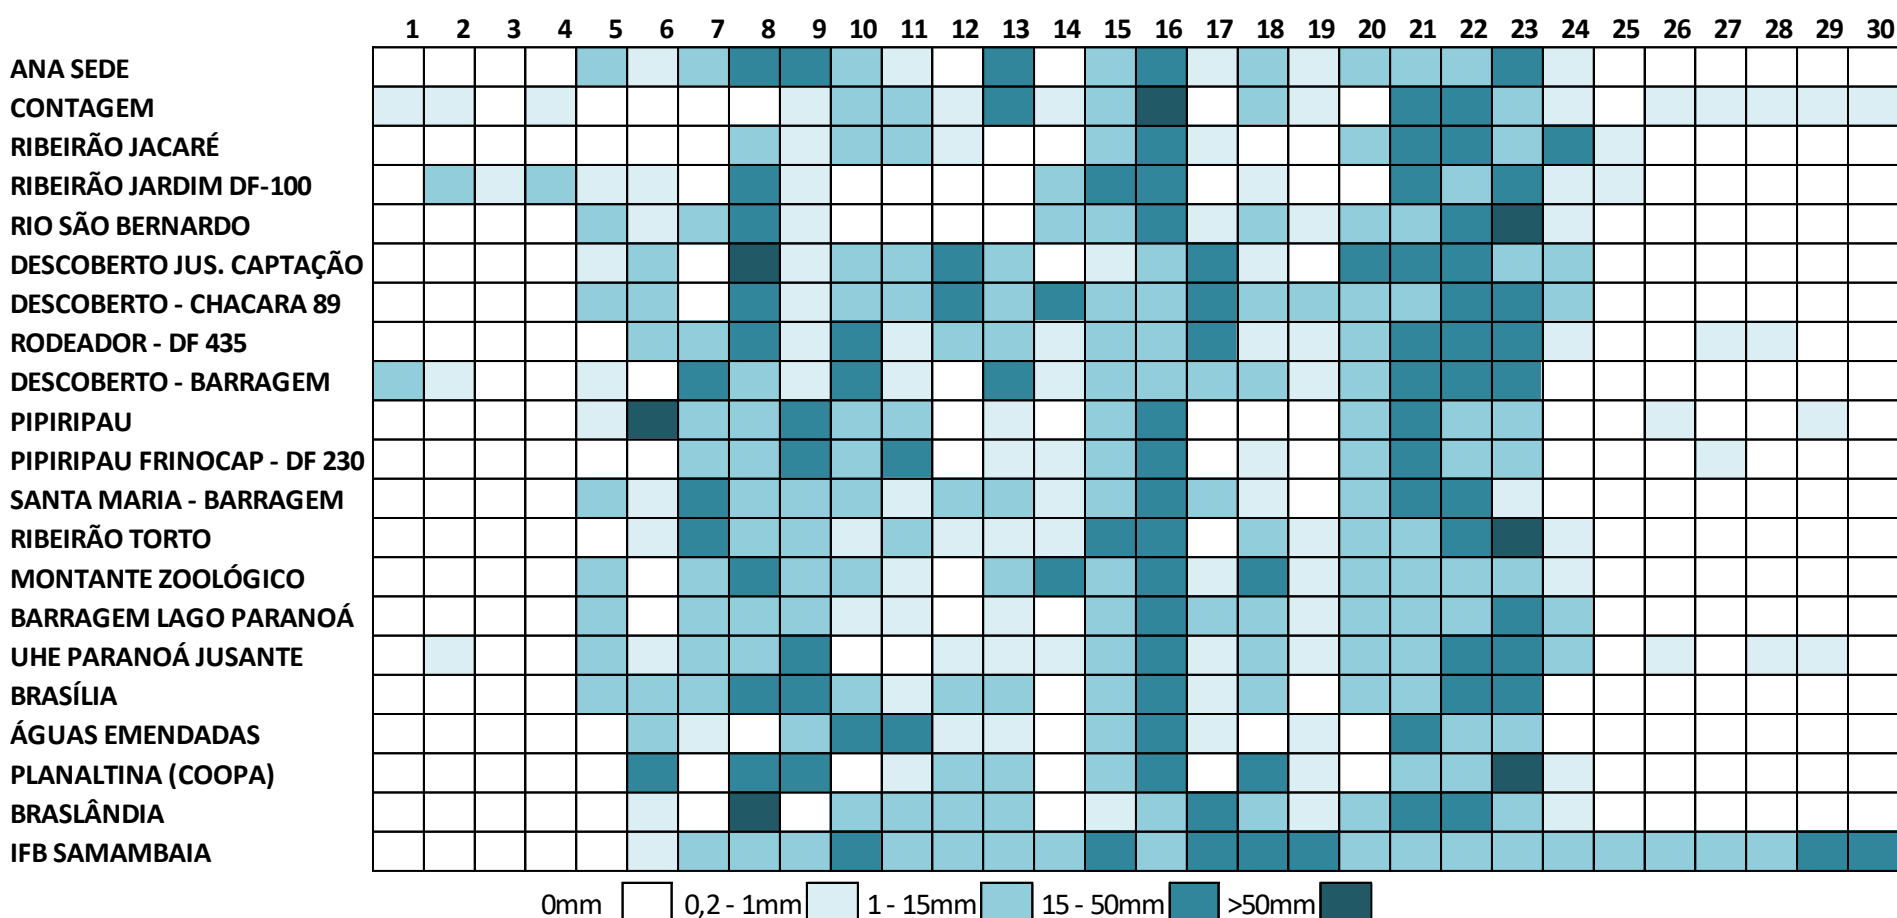 1 2 3 4 5 6 7 8 9 10 11 12 13 14 15 16 17 18 19 20 21 22 23 24 25 26 27 28 29 30
ANA SEDE
CONTAGEM
RIBEIRÃO JACARÉ
RIBEIRÃO JARDIM DF-100
RIO SÃO BERNARDO
DESCOBERTO JUS. CAPTAÇÃO
DESCOBERTO - CHACARA 89
RODEADOR - DF 435
DESCOBERTO - BARRAGEM
PIPIRIPAU
PIPIRIPAU FRINOCAP - DF 230
SANTA MARIA - BARRAGEM
RIBEIRÃO TORTO
MONTANTE ZOOLÓGICO
BARRAGEM LAGO PARANOÁ
UHE PARANOÁ JUSANTE
BRASÍLIA
ÁGUAS EMENDADAS
PLANALTINA (COOPA)
BRASLÂNDIA
IFB SAMAMBAIA
0mm 0,2 - 1mm 1 - 15mm 15 - 50mm >50mm